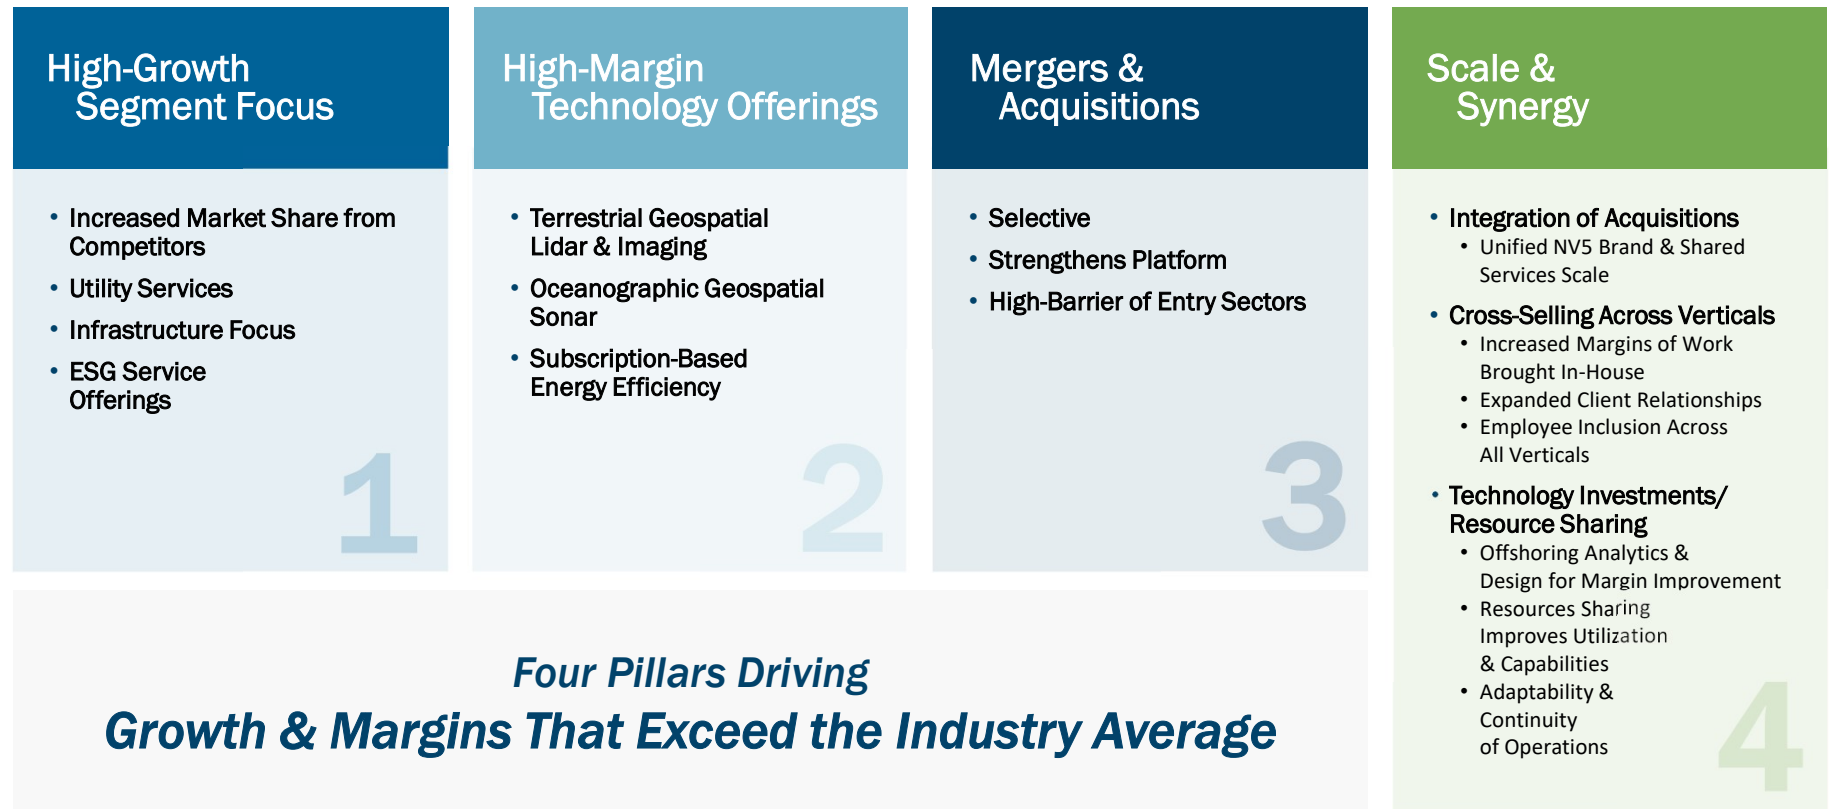 High-Growth
Segment Focus
• Increased Market Share from
Competitors
• Utility Services
• Infrastructure Focus
• ESG Service
Offerings
1
High-Margin
Technology Offerings
• Terrestrial Geospatial
Lidar & Imaging
• Oceanographic Geospatial
Sonar
• Subscription-Based
Energy Efficiency
2
Mergers &
Acquisitions
• Selective
• Strengthens Platform
• High-Barrier of Entry Sectors
3
Scale &
Synergy
• Integration of Acquisitions
• Unified NV5 Brand & Shared
Services Scale
• Cross-Selling Across Verticals
• Increased Margins of Work
Brought In-House
• Expanded Client Relationships
• Employee Inclusion Across
All Verticals
• Technology Investments/
Resource Sharing
• Offshoring Analytics &
Design for Margin Improvement
• Resources Sharing
Improves Utilization
& Capabilities
• Adaptability &
Continuity
of Operations
4
Four Pillars Driving
Growth & Margins That Exceed the Industry Average